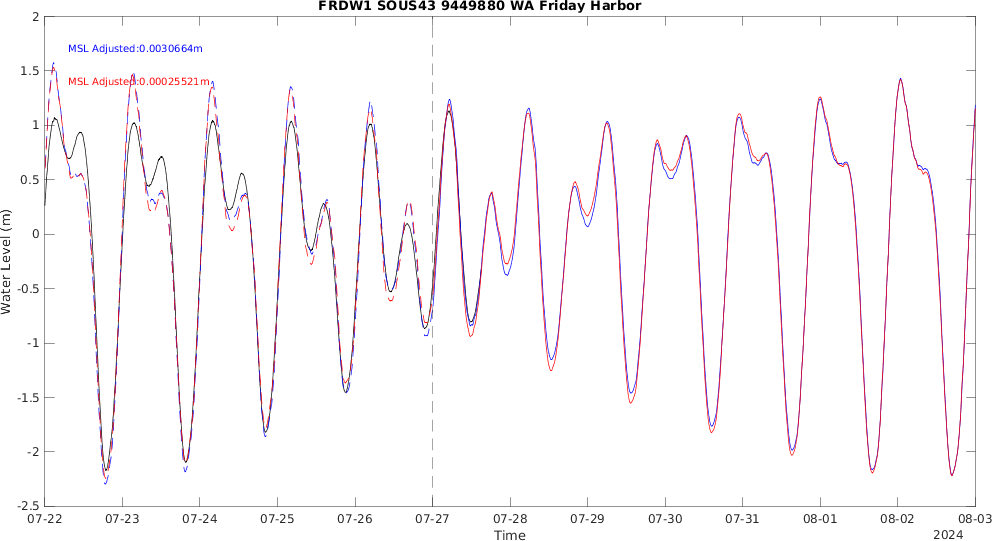 FRDW1 SOUS43 9449880 WA Friday Harbor
MSL Adjusted:0.0030664m
MSL Adjusted:0.00025521m
Water Level (m)
2
1.5
1
0.5
0
-0.5
-1
-1.5
-2
-2.5
07-22 07-23 07-24 07-25 07-26 07-27 07-28 07-29 07-30 07-31 08-01 08-02 08-03
Time
2024